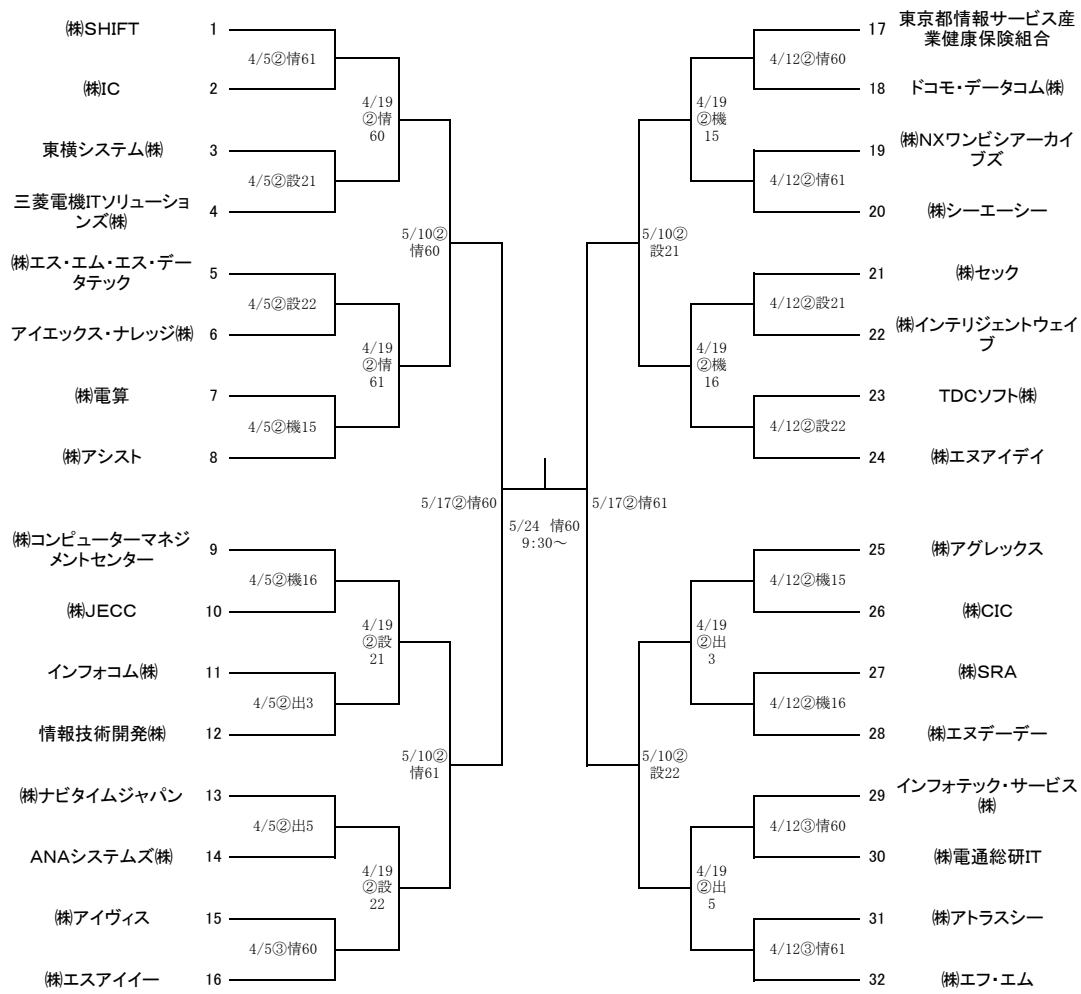 ㈱SHIFT 1
4/5②情61
㈱IC 2
4/19
②情
60
東横システム㈱ 3
4/5②設21
三菱電機ITソリューショ
ンズ㈱
4
5/10②
情60
㈱エス・エム・エス・デー
タテック
5
4/5②設22
アイエックス・ナレッジ㈱ 6
4/19
②情
61
㈱電算 7
4/5②機15
㈱アシスト 8
5/17②情60
㈱コンピューターマネジ
メントセンター
9
4/5②機16
㈱JECC 10
4/19
②設
21
インフォコム㈱ 11
4/5②出3
情報技術開発㈱ 12
5/10②
情61
㈱ナビタイムジャパン 13
4/5②出5
ANAシステムズ㈱ 14
4/19
②設
22
㈱アイヴィス 15
4/5③情60
㈱エスアイイー 16
5/24 情60
9:30～
17 東京都情報サービス産
業健康保険組合
4/12②情60
18 ドコモ・データコム㈱
4/19
②機
15
19 ㈱NXワンビシアーカイ
ブズ
4/12②情61
20 ㈱シーエーシー
5/10②
設21
21 ㈱セック
4/12②設21
22 ㈱インテリジェントウェイ
ブ
4/19
②機
16
23 TDCソフト㈱
4/12②設22
24 ㈱エヌアイデイ
5/17②情61
25 ㈱アグレックス
4/12②機15
26 ㈱CIC
4/19
②出
3
27 ㈱SRA
4/12②機16
28 ㈱エヌデーデー
5/10②
設22
29 インフォテック・サービス
㈱
4/12③情60
30 ㈱電通総研IT
4/19
②出
5
31 ㈱アトラスシー
4/12③情61
32 ㈱エフ・エム